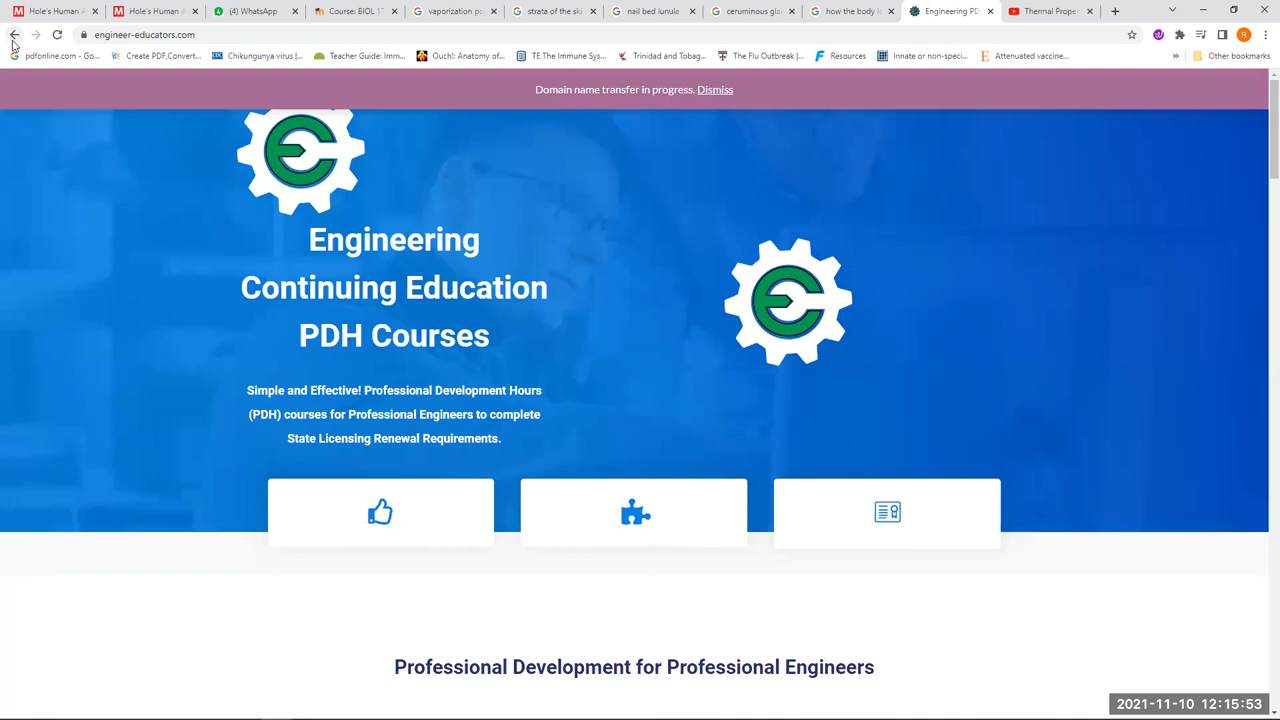 Hole's Human A
Hole's Human A
(4) WhatsApp
Course: BIOL 1
vaporization po
strata of the ski
nail bed lunula
ceruminous gla
how the body lo
Engineering PD
Thermal Proper
engineer-educators.com
R
pdfonline.com - Go...
Create PDF,Convert...
Chikungunya virus |...
Teacher Guide: Imm...
Ouch!: Anatomy of...
TE The Immune Sys...
Trinidad and Tobag...
The Flu Outbreak |...
Resources
Innate or non-speci...
Attenuated vaccine...
Other bookmarks
Domain name transfer in progress. Dismiss
Engineering
Continuing Education
PDH Courses
Simple and Effective! Professional Development Hours
(PDH) courses for Professional Engineers to complete
State Licensing Renewal Requirements.
Professional Development for Professional Engineers
2021-11-10 12:15:53